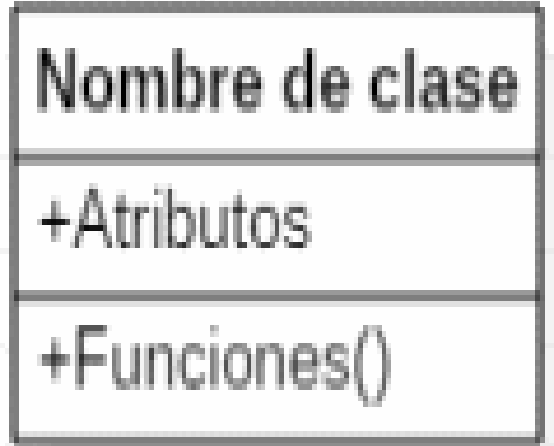 Nombre de clase
+Atributos
+Funciones()